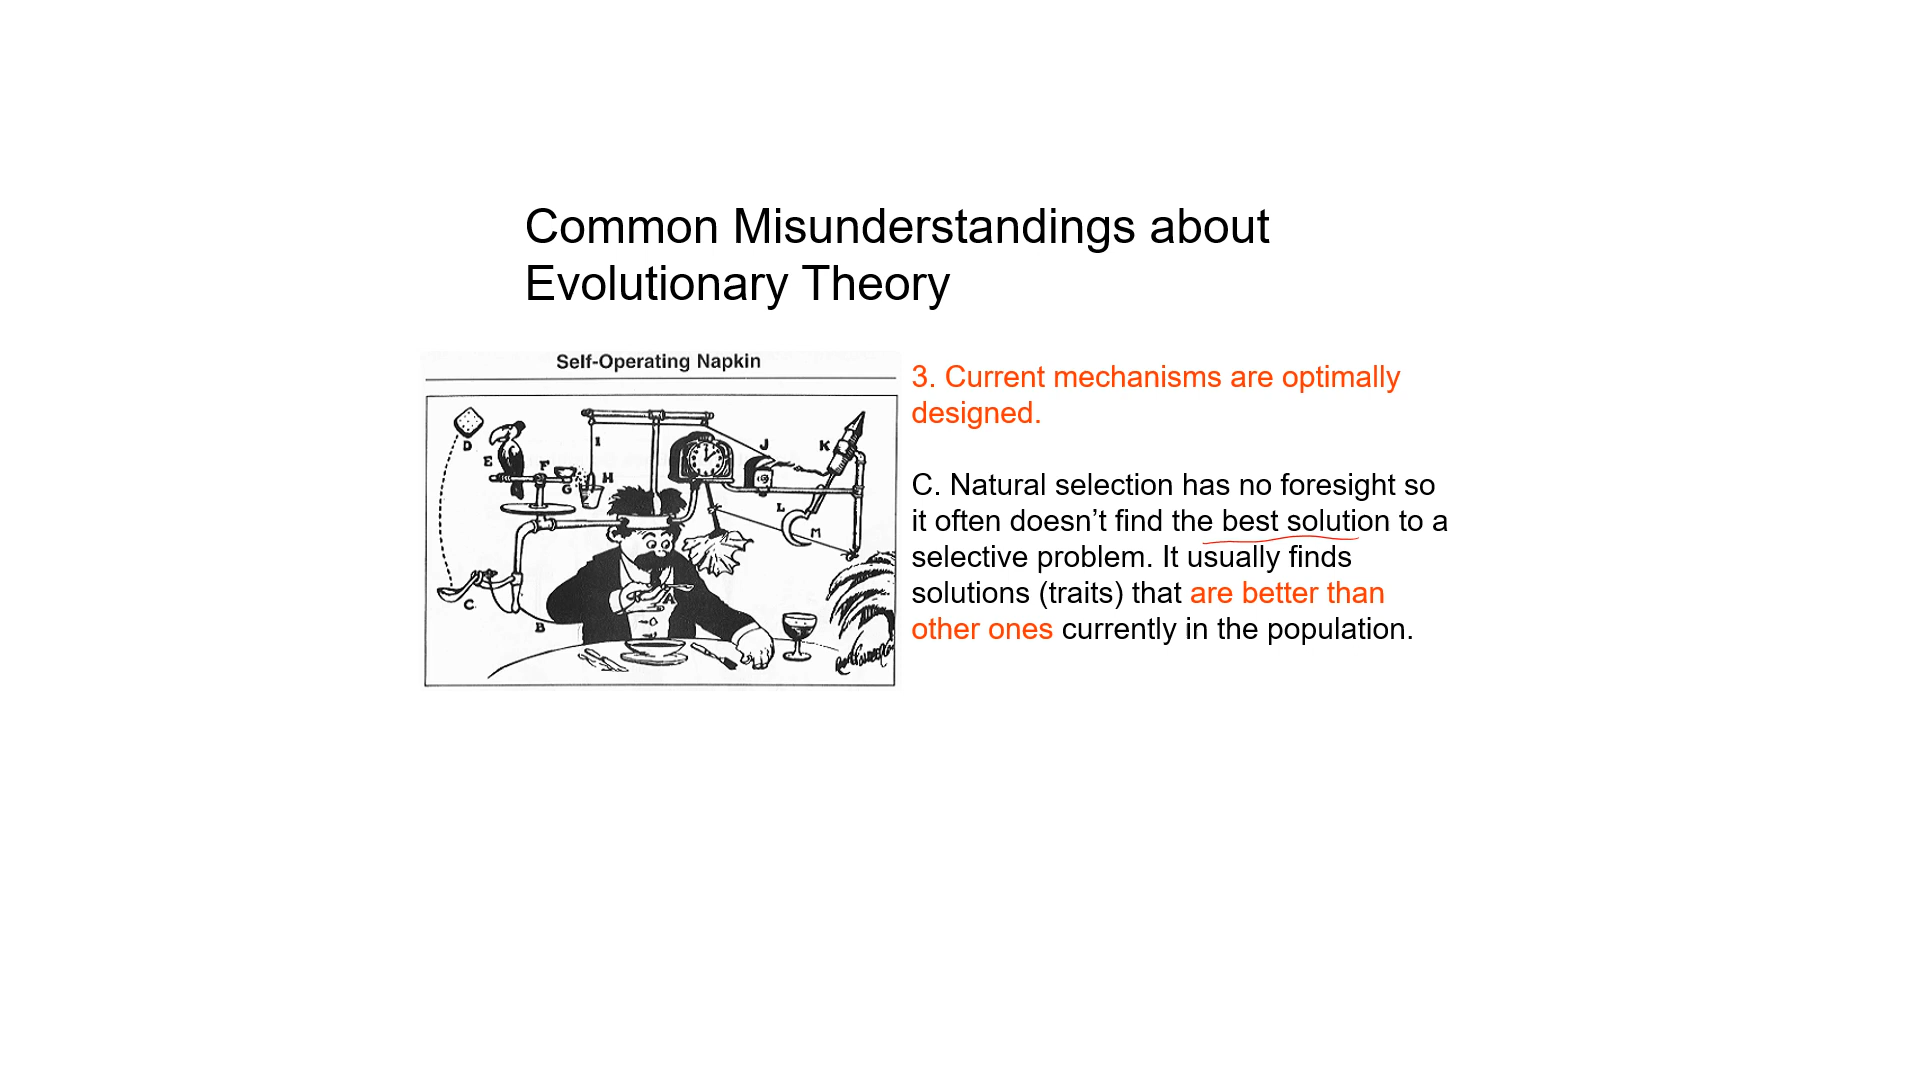 Common Misunderstandings about
Evolutionary Theory
Self-Operating Napkin
3. Current mechanisms are optimally
designed.
C. Natural selection has no foresight so
it often doesn’t find the best solution to a
selective problem. It usually finds
solutions (traits) that are better than
other ones currently in the population.
D
E
F
G
H
I
J
K
L
M
A
B
C